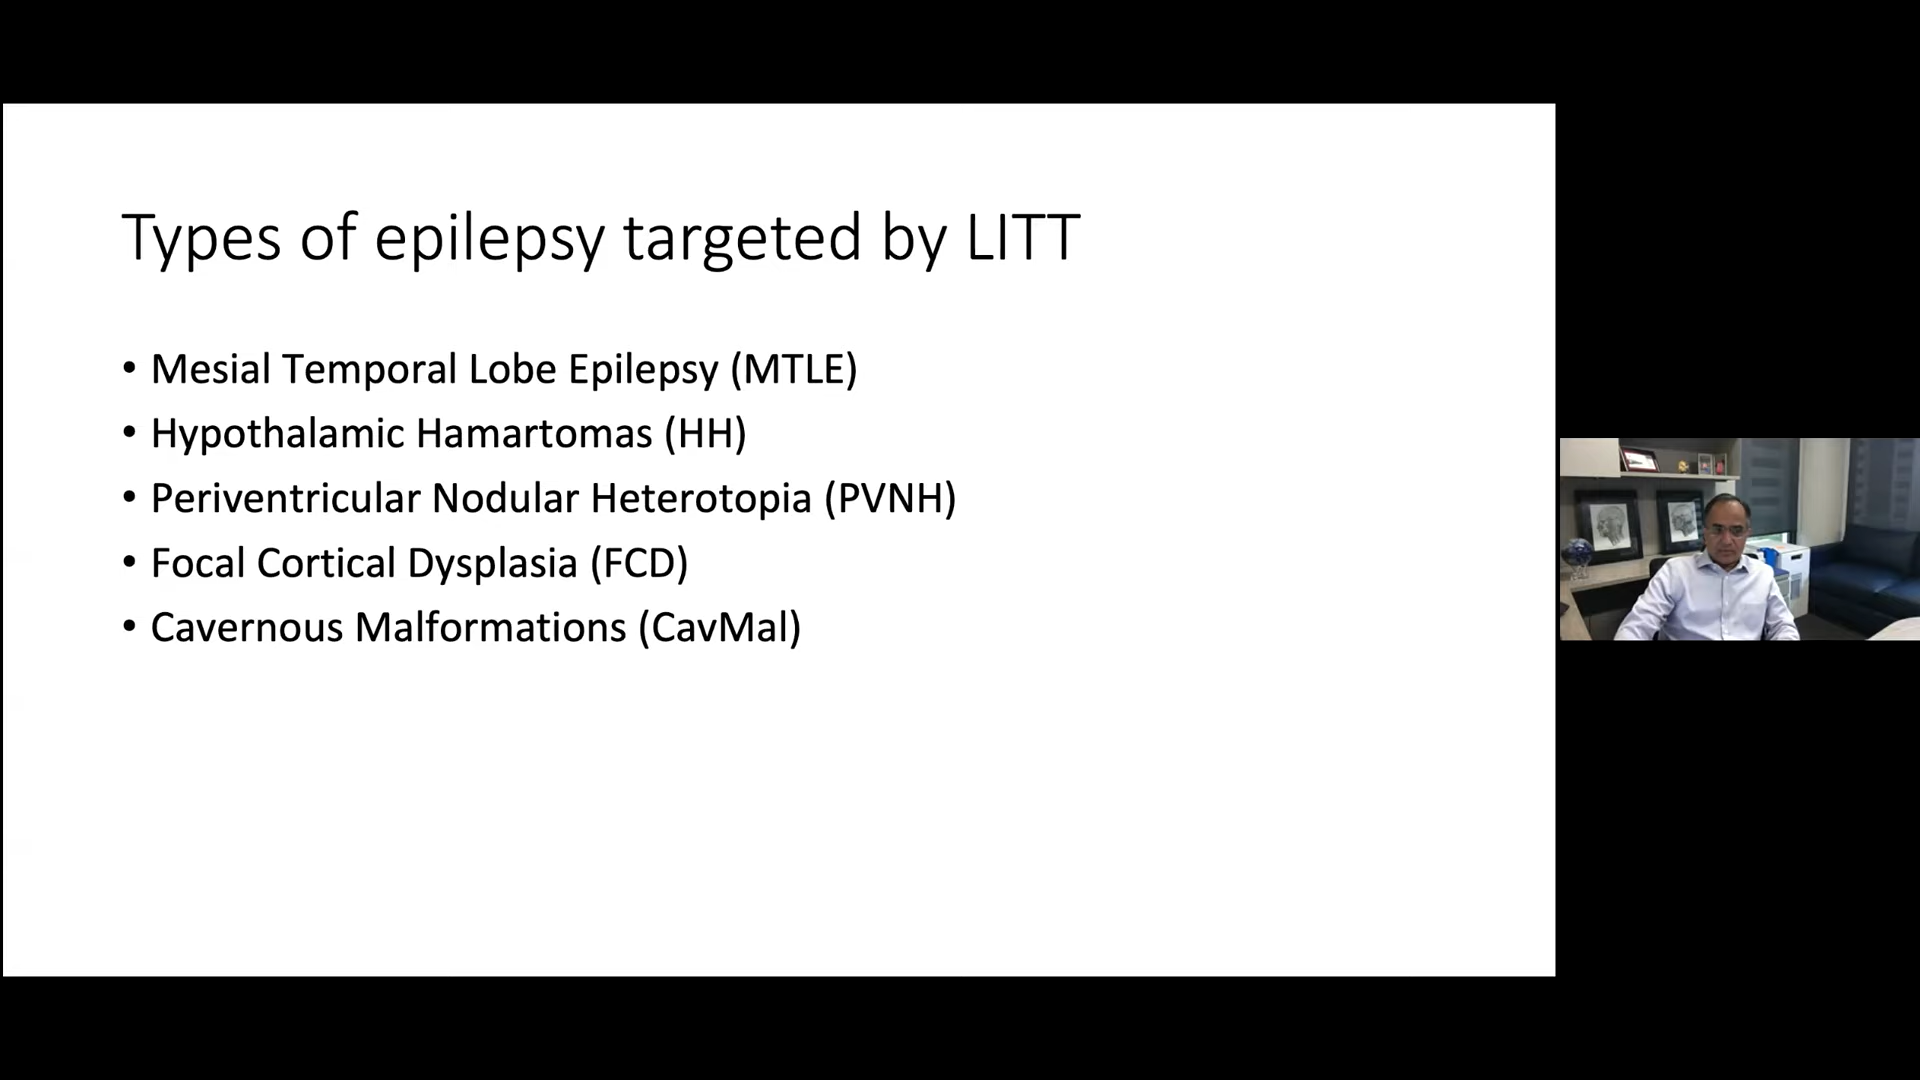 Types of epilepsy targeted by LITT
• Mesial Temporal Lobe Epilepsy (MTLE)
• Hypothalamic Hamartomas (HH)
• Periventricular Nodular Heterotopia (PVNH)
• Focal Cortical Dysplasia (FCD)
• Cavernous Malformations (CavMal)